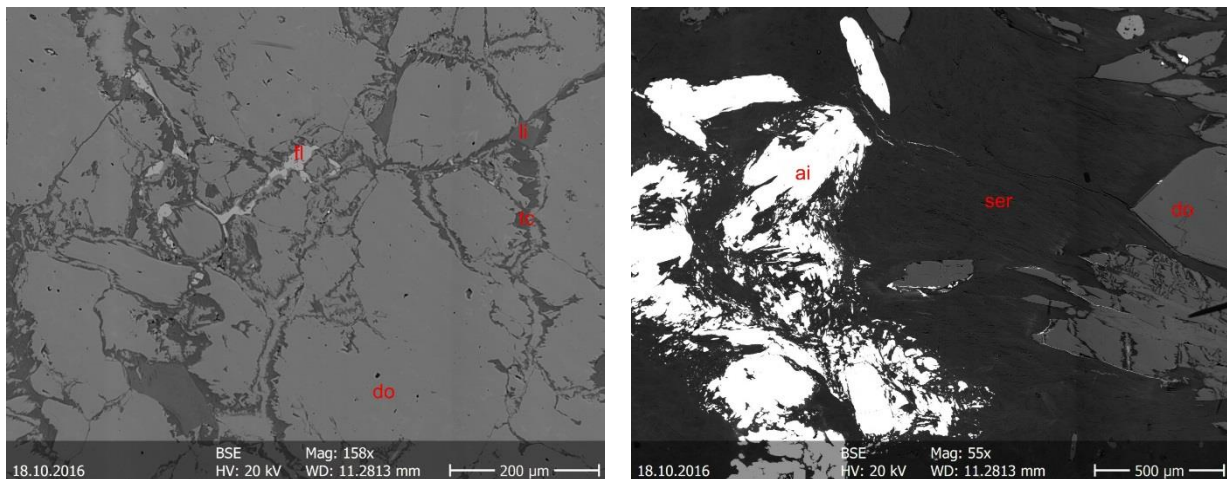 fl
li
tc
do
BSE Mag: 158x
18.10.2016 HV: 20 kV WD: 11.2813 mm 200 µm
ai
ser
dp
BSE Mag: 55x
18.10.2016 HV: 20 kV WD: 11.2813 mm 500 µm